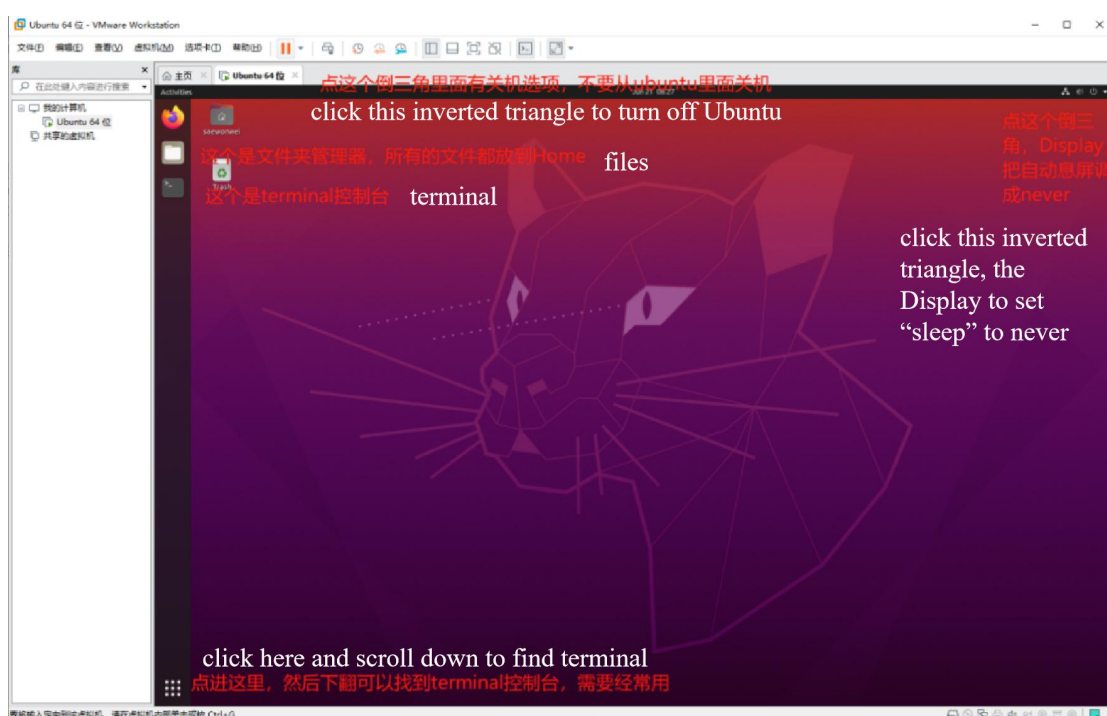 Ubuntu 64 位 - VMware Workstation
文件(F) 编辑(E) 查看(V) 虚拟机(M) 选项卡(T) 帮助(H)
库
在此处键入内容进行搜索
我的计算机
Ubuntu 64 位
共享的虚拟机
主页 Ubuntu 64 位
点这个倒三角里面有关机选项，不要从ubuntu里面关机
Activities
click this inverted triangle to turn off Ubuntu
saewonwei
点这个倒三
角，Display
把自动息屏调
成never
这个是文件夹管理器，所有的文件都放到Home
files
Trash
这个是terminal控制台
terminal
click this inverted
triangle, the
Display to set
“sleep” to never
click here and scroll down to find terminal
点进这里，然后下翻可以找到terminal控制台，需要经常用